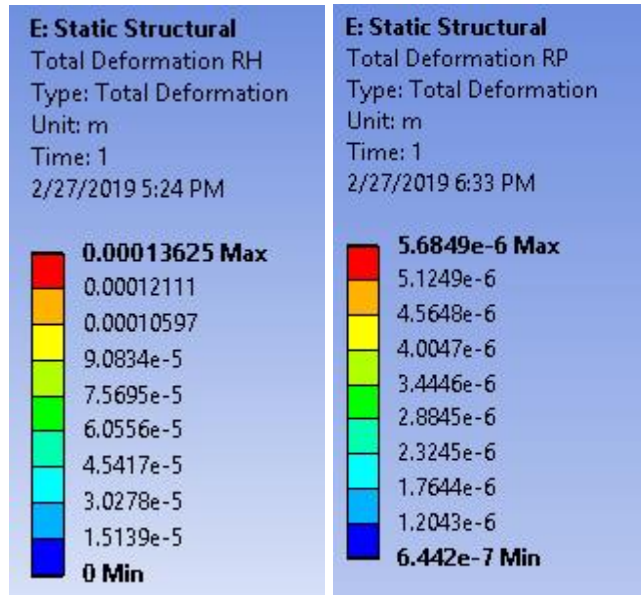 E: Static Structural
Total Deformation RH
Type: Total Deformation
Unit: m
Time: 1
2/27/2019 5:24 PM
0.00013625 Max
0.00012111
0.00010597
9.0834e-5
7.5695e-5
6.0556e-5
4.5417e-5
3.0278e-5
1.5139e-5
0 Min
E: Static Structural
Total Deformation RP
Type: Total Deformation
Unit: m
Time: 1
2/27/2019 6:33 PM
5.6849e-6 Max
5.1249e-6
4.5648e-6
4.0047e-6
3.4446e-6
2.8845e-6
2.3245e-6
1.7644e-6
1.2043e-6
6.442e-7 Min